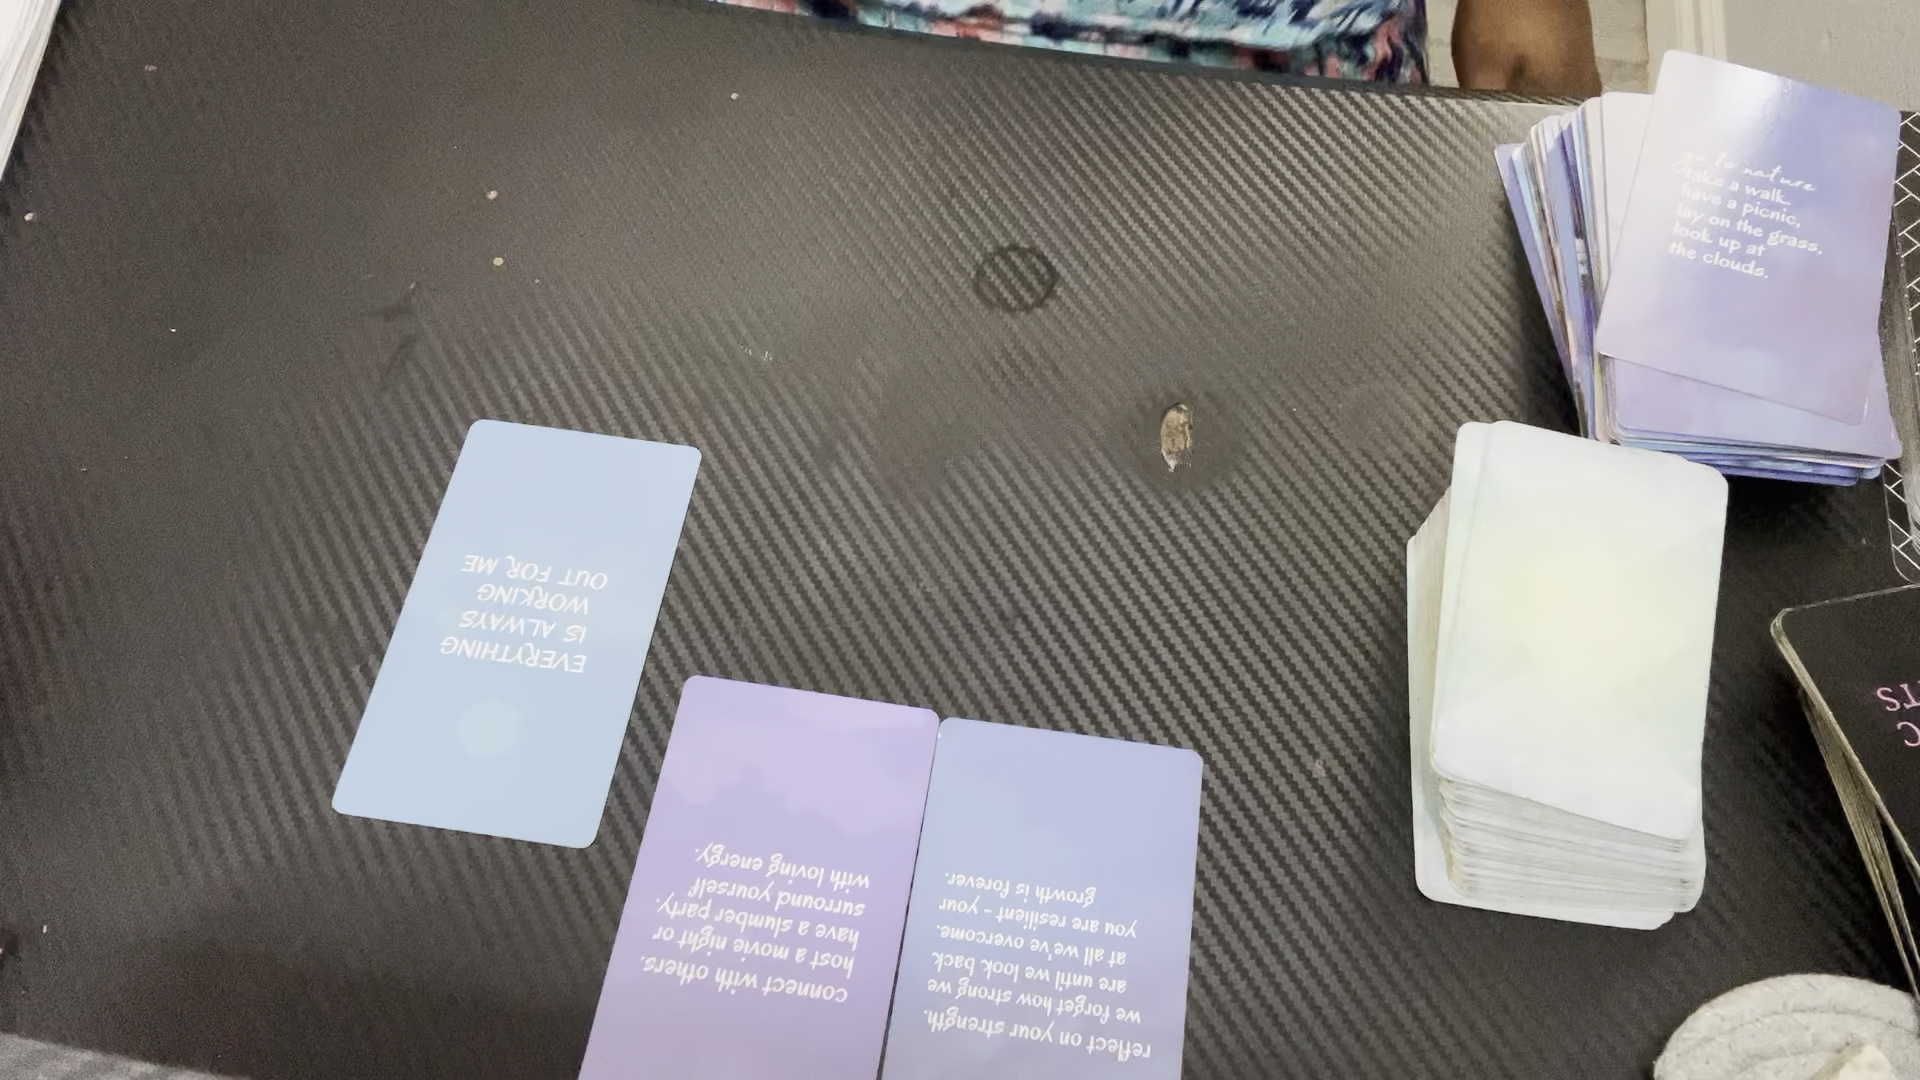 go to nature
take a walk,
have a picnic,
lay on the grass,
look up at
the clouds.
EVERYTHING
IS ALWAYS
WORKING
OUT FOR ME
connect with others.
host a movie night or
have a slumber party.
surround yourself
with loving energy.
reflect on your strength.
we forget how strong we
are until we look back
at all we've overcome.
you are resilient - your
growth is forever.